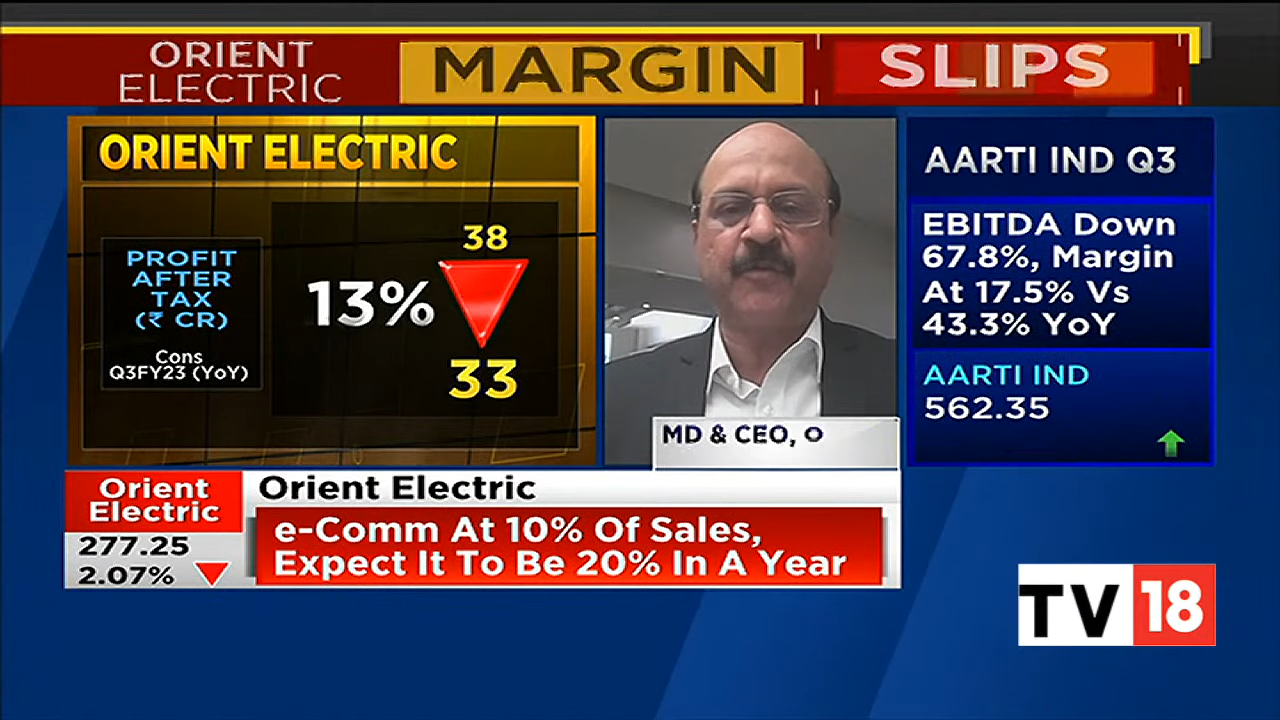 ORIENT
ELECTRIC
MARGIN
SLIPS
ORIENT ELECTRIC
PROFIT
AFTER
TAX
(₹ CR)
Cons
Q3FY23 (YoY)
13%
38
33
MD & CEO, O
AARTI IND Q3
EBITDA Down
67.8%, Margin
At 17.5% Vs
43.3% YoY
AARTI IND
562.35
Orient
Electric
277.25
2.07%
Orient Electric
e-Comm At 10% Of Sales,
Expect It To Be 20% In A Year
TV18